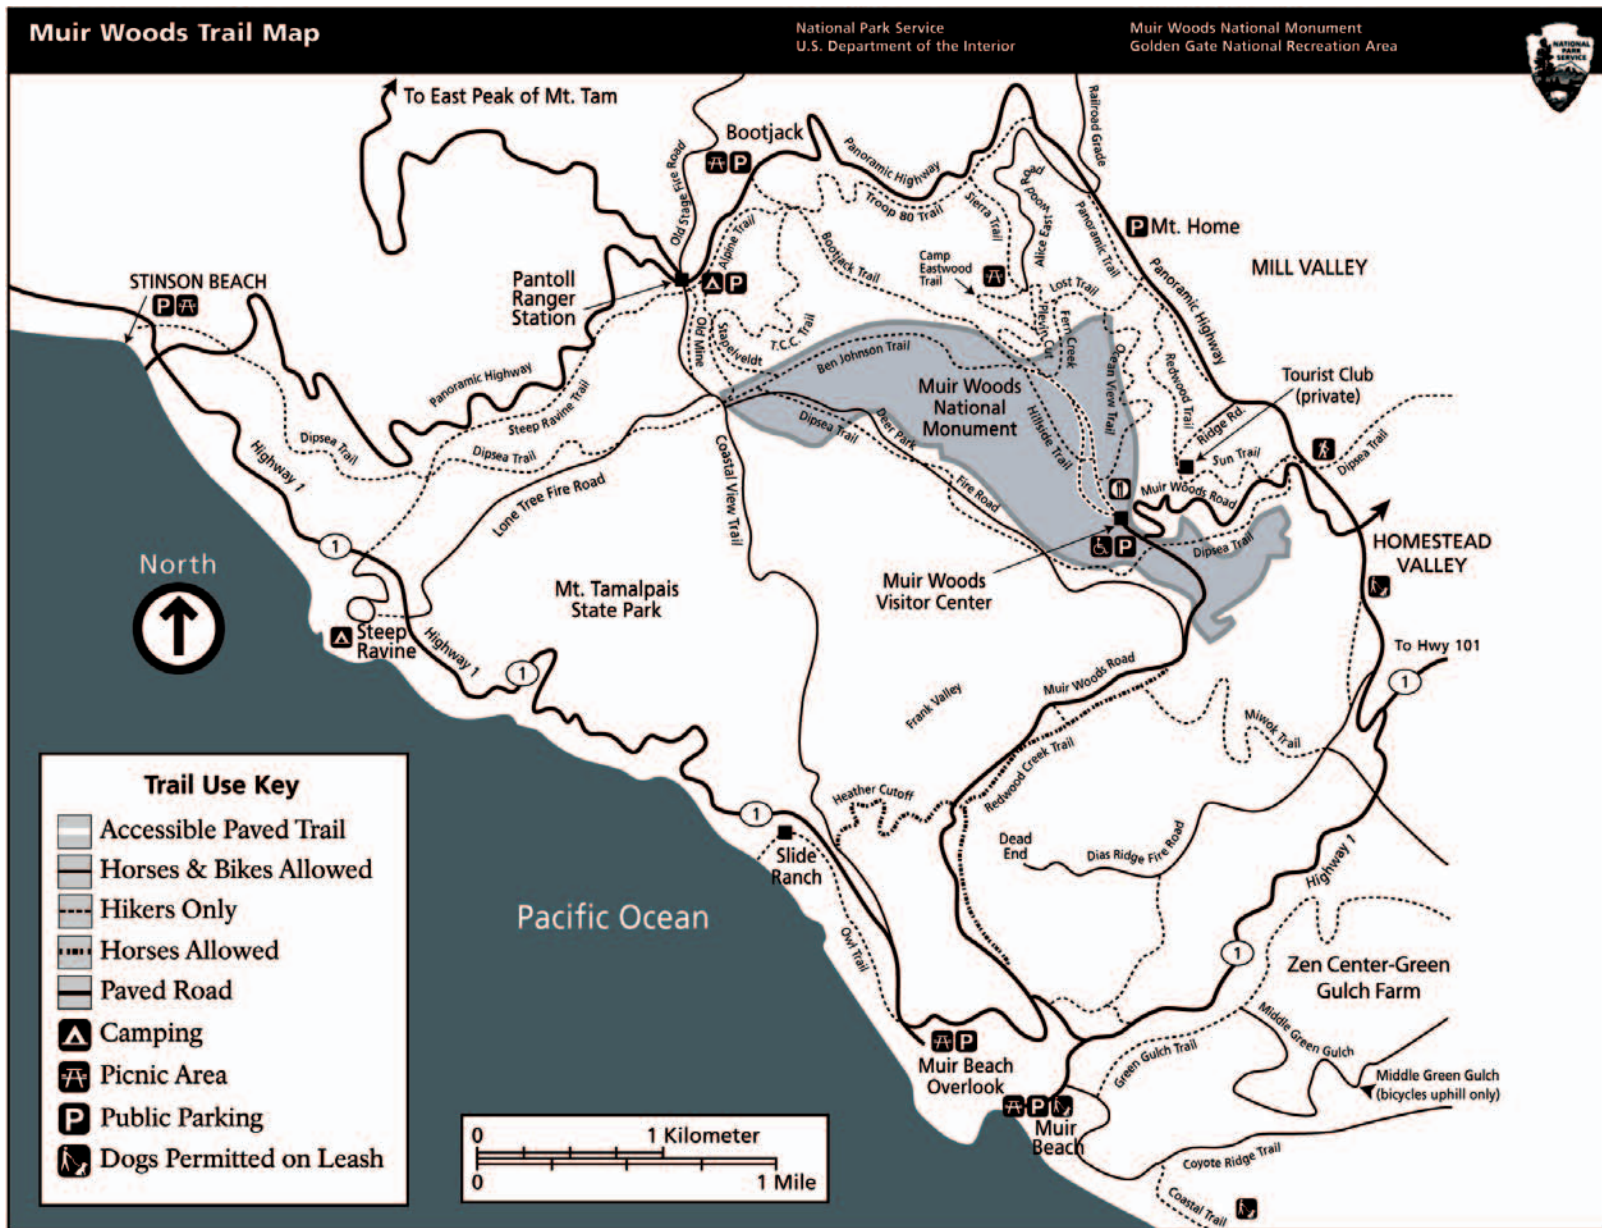 Muir Woods Trail Map
National Park Service
U.S. Department of the Interior
Muir Woods National Monument
Golden Gate National Recreation Area
NATIONAL
PARK
SERVICE
To East Peak of Mt. Tam
Bootjack
P
Old Stage Fire Road
Panoramic Highway
Railroad Grade
Troop 80 Trail
Sierra Trail
Alice Eastwood Road
Panoramic Trail
P
Mt. Home
MILL VALLEY
Alpine Trail
Bootjack Trail
Camp
Eastwood
Trail
Lost Trail
Panoramic Highway
STINSON BEACH
P
Pantoll
Ranger
Station
P
Old Mine
Stapelveldt
T.C.C. Trail
Plevin Cut
Fern Creek
Ocean View Trail
Redwood Trail
Ben Johnson Trail
Panoramic Highway
Steep Ravine Trail
Muir Woods
National
Monument
Hillside Trail
Tourist Club
(private)
Ridge Rd.
Sun Trail
Dipsea Trail
Dipsea Trail
Highway 1
Dipsea Trail
Dipsea Trail
Deer Park
Fire Road
Coastal View Trail
Lone Tree Fire Road
Muir Woods Road
1
North
P
Dipsea Trail
HOMESTEAD
VALLEY
Muir Woods
Visitor Center
Mt. Tamalpais
State Park
Steep
Ravine
Highway 1
1
To Hwy 101
1
Muir Woods Road
Frank Valley
Redwood Creek Trail
Miwok Trail
Heather Cutoff
1
Slide
Ranch
Dead
End
Dias Ridge Fire Road
Highway 1
Owl Trail
Pacific Ocean
1
Zen Center-Green
Gulch Farm
Middle Green Gulch
Green Gulch Trail
P
Muir Beach
Overlook
Middle Green Gulch
(bicycles uphill only)
P
Muir
Beach
Coyote Ridge Trail
Coastal Trail
Trail Use Key
Accessible Paved Trail
Horses & Bikes Allowed
Hikers Only
Horses Allowed
Paved Road
Camping
Picnic Area
P Public Parking
Dogs Permitted on Leash
0 1 Kilometer
0 1 Mile